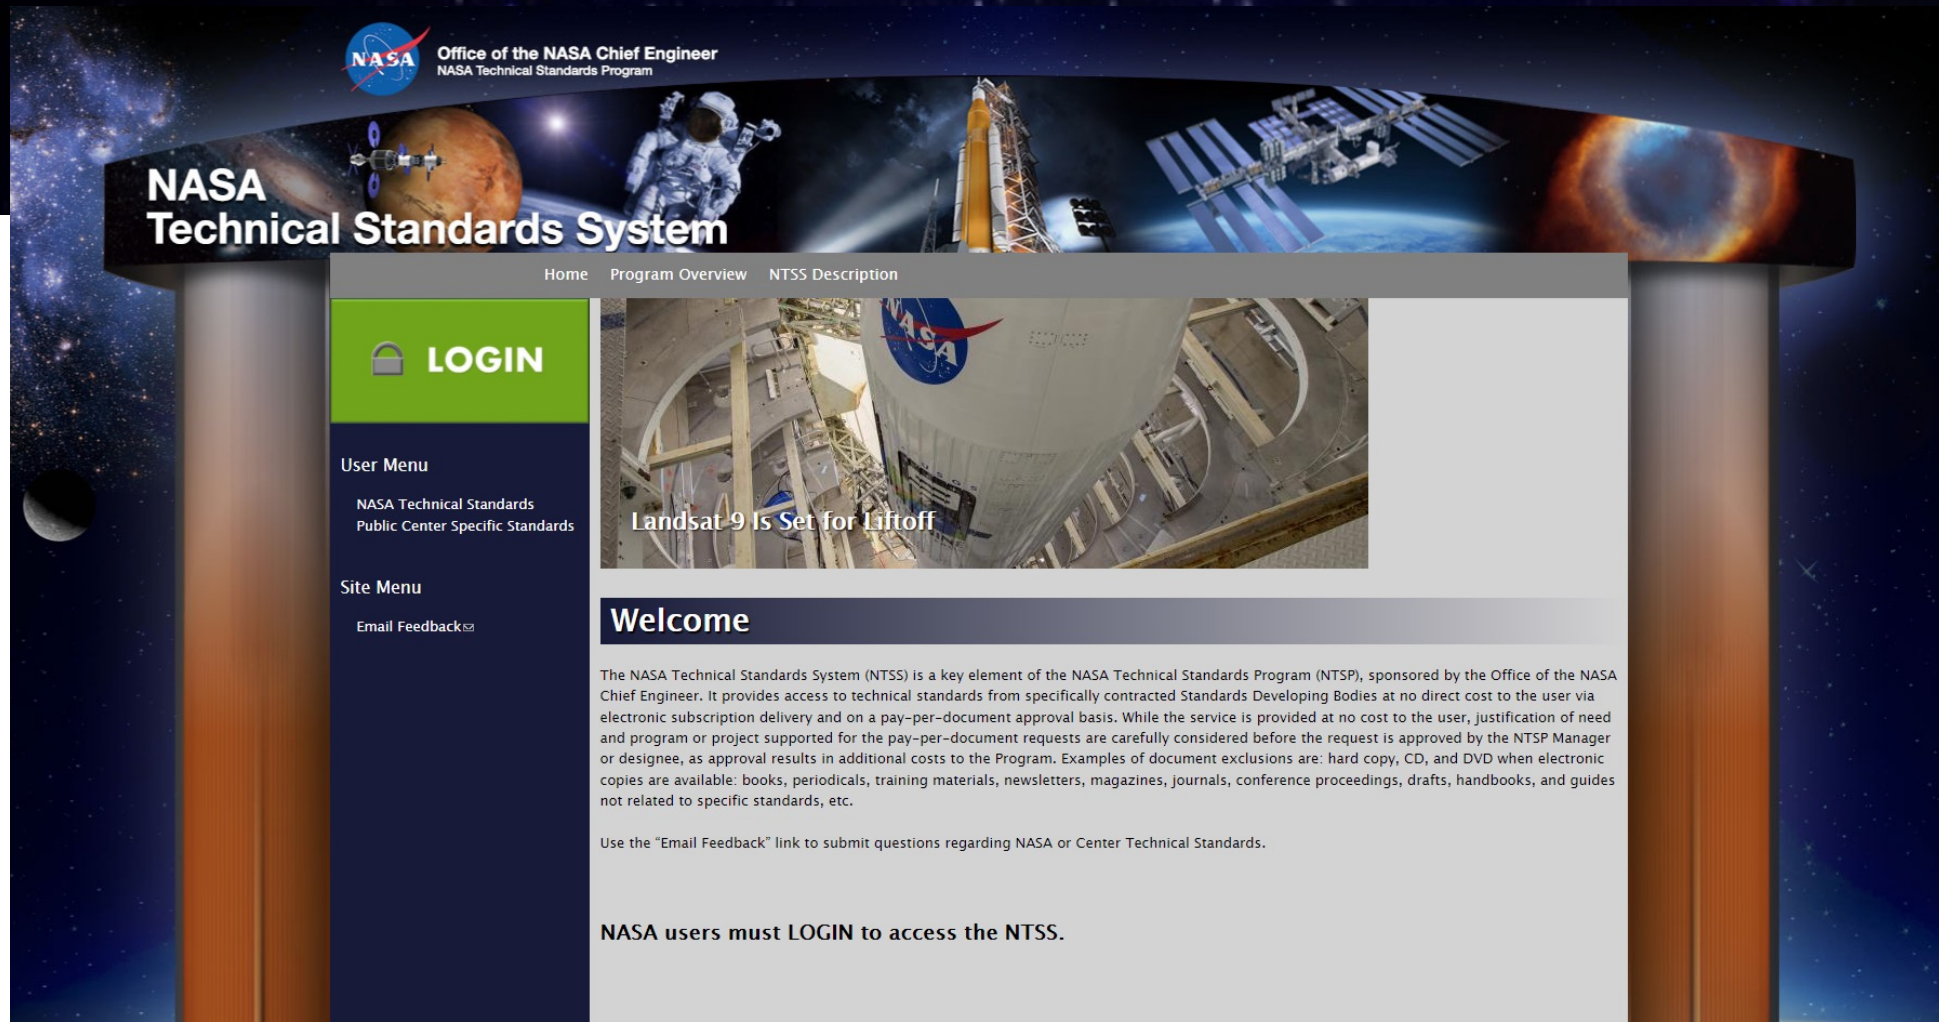 NASA
Office of the NASA Chief Engineer
NASA Technical Standards Program
NASA
Technical Standards System
Home Program Overview NTSS Description
LOGIN
NASA
Landsat 9 Is Set for Liftoff
User Menu
NASA Technical Standards
Public Center Specific Standards
Site Menu
Email Feedback
Welcome
The NASA Technical Standards System (NTSS) is a key element of the NASA Technical Standards Program (NTSP), sponsored by the Office of the NASA
Chief Engineer. It provides access to technical standards from specifically contracted Standards Developing Bodies at no direct cost to the user via
electronic subscription delivery and on a pay-per-document approval basis. While the service is provided at no cost to the user, justification of need
and program or project supported for the pay-per-document requests are carefully considered before the request is approved by the NTSP Manager
or designee, as approval results in additional costs to the Program. Examples of document exclusions are: hard copy, CD, and DVD when electronic
copies are available: books, periodicals, training materials, newsletters, magazines, journals, conference proceedings, drafts, handbooks, and guides
not related to specific standards, etc.
Use the “Email Feedback” link to submit questions regarding NASA or Center Technical Standards.
NASA users must LOGIN to access the NTSS.